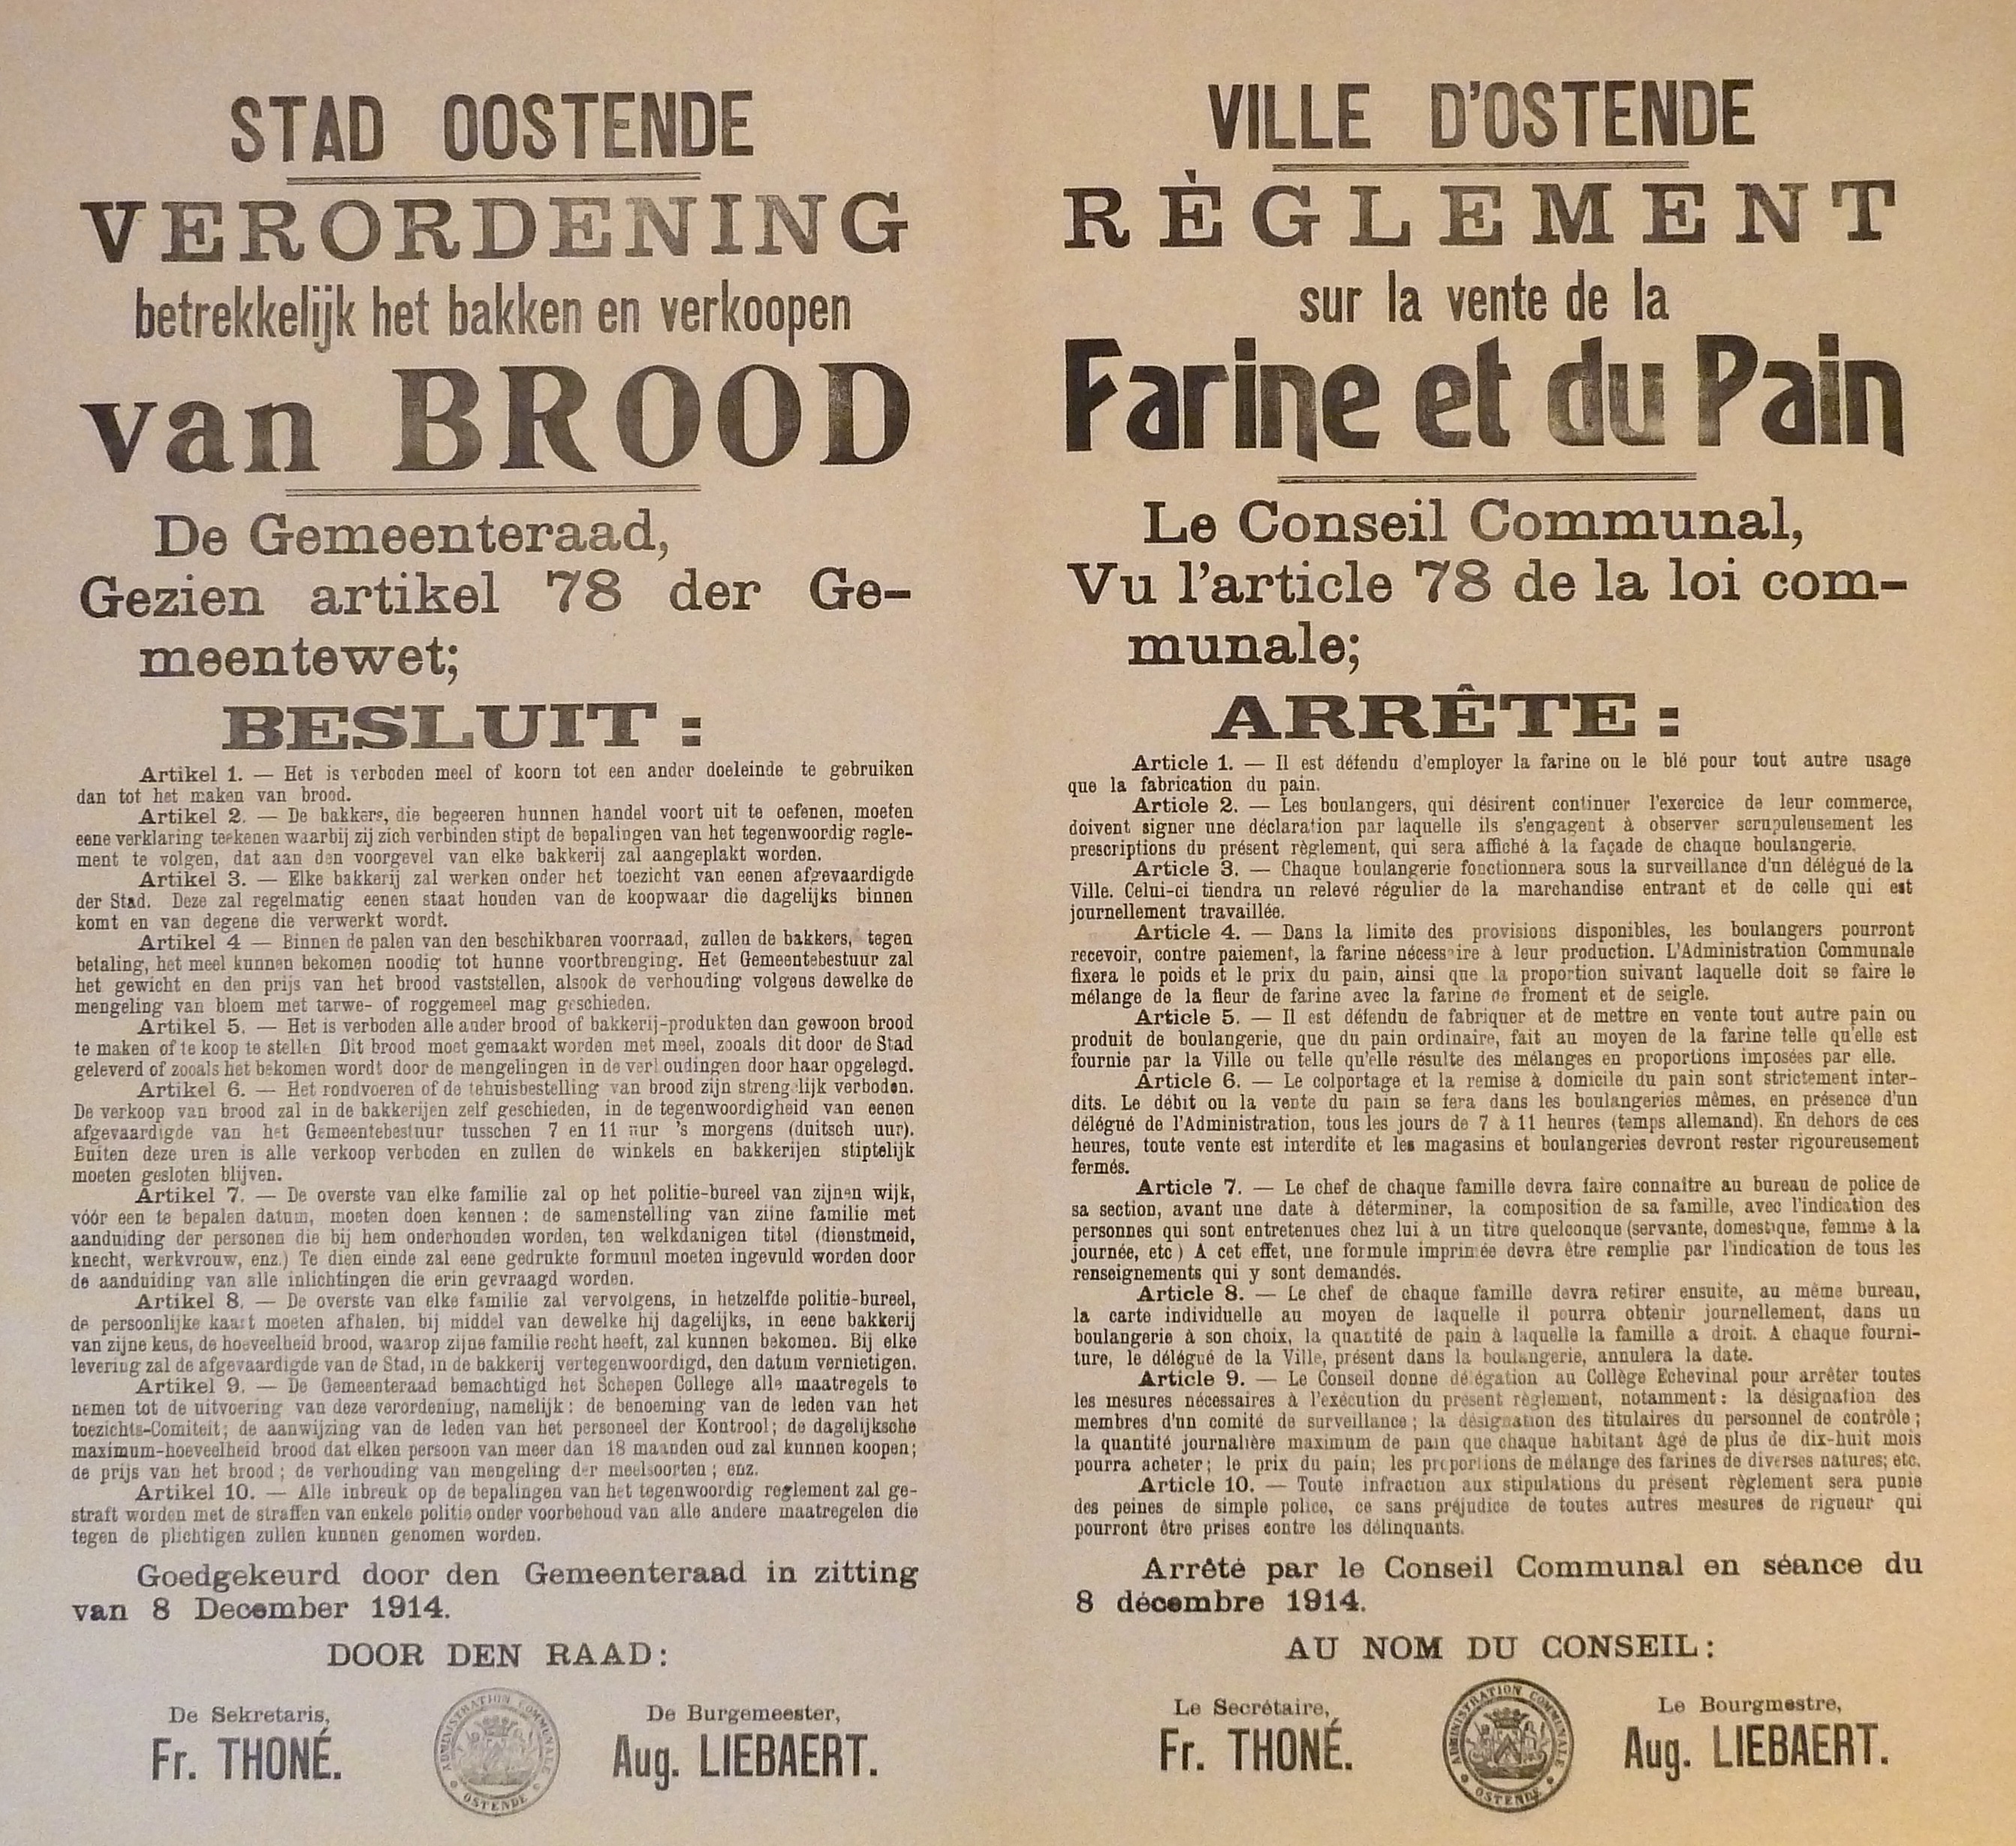 STAD OOSTENDE
VERORDENING
betrekkelijk het bakken en verkoopen
van BROOD
De Gemeenteraad,
Gezien artikel 78 der Ge-
meentewet;
BESLUIT :
Artikel 1. — Het is verboden meel of koorn tot een ander doeleinde te gebruiken
dan tot het maken van brood.
Artikel 2. — De bakkers, die begeeren hunnen handel voort uit te oefenen, moeten
eene verklaring teekenen waarbij zij zich verbinden stipt de bepalingen van het tegenwoordig regle-
ment te volgen, dat aan den voorgevel van elke bakkerij zal aangeplakt worden.
Artikel 3. — Elke bakkerij zal werken onder het toezicht van eenen afgevaardigde
der Stad. Deze zal regelmatig eenen staat houden van de koopwaar die dagelijks binnen
komt en van degene die verwerkt wordt.
Artikel 4 — Binnen de palen van den beschikbaren voorraad, zullen de bakkers, tegen
betaling, het meel kunnen bekomen noodig tot hunne voortbrenging. Het Gemeentebestuur zal
het gewicht en den prijs van het brood vaststellen, alsook de verhouding volgens dewelke de
mengeling van bloem met tarwe- of roggemeel mag geschieden.
Artikel 5. — Het is verboden alle ander brood of bakkerij-produkten dan gewoon brood
te maken of te koop te stellen Dit brood moet gemaakt worden met meel, zooals dit door de Stad
geleverd of zooals het bekomen wordt door de mengelingen in de verhoudingen door haar opgelegd.
Artikel 6. — Het rondvoeren of de tehuisbestelling van brood zijn strengelijk verboden.
De verkoop van brood zal in de bakkerijen zelf geschieden, in de tegenwoordigheid van eenen
afgevaardigde van het Gemeentebestuur tusschen 7 en 11 uur 's morgens (duitsch uur).
Buiten deze uren is alle verkoop verboden en zullen de winkels en bakkerijen stiptelijk
moeten gesloten blijven.
Artikel 7. — De overste van elke familie zal op het politie-bureel van zijnen wijk,
vóór een te bepalen datum, moeten doen kennen : de samenstelling van zijne familie met
aanduiding der personen die bij hem onderhouden worden, ten welkdanigen titel (dienstmeid,
knecht, werkvrouw, enz.) Te dien einde zal eene gedrukte formuul moeten ingevuld worden door
de aanduiding van alle inlichtingen die erin gevraagd worden.
Artikel 8. — De overste van elke familie zal vervolgens, in hetzelfde politie-bureel,
de persoonlijke kaart moeten afhalen, bij middel van dewelke hij dagelijks, in eene bakkerij
van zijne keus, de hoeveelheid brood, waarop zijne familie recht heeft, zal kunnen bekomen. Bij elke
levering zal de afgevaardigde van de Stad, in de bakkerij vertegenwoordigd, den datum vernietigen.
Artikel 9. — De Gemeenteraad bemachtigd het Schepen College alle maatregels te
nemen tot de uitvoering van deze verordening, namelijk : de benoeming van de leden van het
toezichts-Comiteit ; de aanwijzing van de leden van het personeel der Kontrool ; de dagelijksche
maximum-hoeveelheid brood dat elken persoon van meer dan 18 maanden oud zal kunnen koopen ;
de prijs van het brood ; de verhouding van mengeling der meelsoorten ; enz.
Artikel 10. — Alle inbreuk op de bepalingen van het tegenwoordig reglement zal ge-
straft worden met de straffen van enkele politie onder voorbehoud van alle andere maatregelen die
tegen de plichtigen zullen kunnen genomen worden.
Goedgekeurd door den Gemeenteraad in zitting
van 8 December 1914.
DOOR DEN RAAD :
De Sekretaris,
Fr. THONÉ.
ADMINISTRATION COMMUNALE
OSTENDE
De Burgemeester,
Aug. LIEBAERT.
VILLE D'OSTENDE
RÈGLEMENT
sur la vente de la
Farine et du Pain
Le Conseil Communal,
Vu l'article 78 de la loi com-
munale;
ARRÊTE :
Article 1. — Il est défendu d'employer la farine ou le blé pour tout autre usage
que la fabrication du pain.
Article 2. — Les boulangers, qui désirent continuer l'exercice de leur commerce,
doivent signer une déclaration par laquelle ils s'engagent à observer scrupuleusement les
prescriptions du présent règlement, qui sera affiché à la façade de chaque boulangerie.
Article 3. — Chaque boulangerie fonctionnera sous la surveillance d'un délégué de la
Ville. Celui-ci tiendra un relevé régulier de la marchandise entrant et de celle qui est
journellement travaillée.
Article 4. — Dans la limite des provisions disponibles, les boulangers pourront
recevoir, contre paiement, la farine nécessaire à leur production. L'Administration Communale
fixera le poids et le prix du pain, ainsi que la proportion suivant laquelle doit se faire le
mélange de la fleur de farine avec la farine de froment et de seigle.
Article 5. — Il est défendu de fabriquer et de mettre en vente tout autre pain ou
produit de boulangerie, que du pain ordinaire, fait au moyen de la farine telle qu'elle est
fournie par la Ville ou telle qu'elle résulte des mélanges en proportions imposées par elle.
Article 6. — Le colportage et la remise à domicile du pain sont strictement inter-
dits. Le débit ou la vente du pain se fera dans les boulangeries mêmes, en présence d'un
délégué de l'Administration, tous les jours de 7 à 11 heures (temps allemand). En dehors de ces
heures, toute vente est interdite et les magasins et boulangeries devront rester rigoureusement
fermés.
Article 7. — Le chef de chaque famille devra faire connaître au bureau de police de
sa section, avant une date à déterminer, la composition de sa famille, avec l'indication des
personnes qui sont entretenues chez lui à un titre quelconque (servante, domestique, femme à la
journée, etc ) A cet effet, une formule imprimée devra être remplie par l'indication de tous les
renseignements qui y sont demandés.
Article 8. — Le chef de chaque famille devra retirer ensuite, au même bureau,
la carte individuelle au moyen de laquelle il pourra obtenir journellement, dans un
boulangerie à son choix, la quantité de pain à laquelle la famille a droit. A chaque fourni-
ture, le délégué de la Ville, présent dans la boulangerie, annulera la date.
Article 9. — Le Conseil donne délégation au Collège Echevinal pour arrêter toutes
les mesures nécessaires à l'exécution du présent règlement, notamment : la désignation des
membres d'un comité de surveillance ; la désignation des titulaires du personnel de contrôle ;
la quantité journalière maximum de pain que chaque habitant âgé de plus de dix-huit mois
pourra acheter ; le prix du pain; les proportions de mélange des farines de diverses natures; etc.
Article 10. — Toute infraction aux stipulations du présent règlement sera punie
des peines de simple police, ce sans préjudice de toutes autres mesures de rigueur qui
pourront être prises contre les délinquants.
Arrêté par le Conseil Communal en séance du
8 décembre 1914.
AU NOM DU CONSEIL :
Le Secrétaire,
Fr. THONÉ.
ADMINISTRATION COMMUNALE
OSTENDE
Le Bourgmestre,
Aug. LIEBAERT.